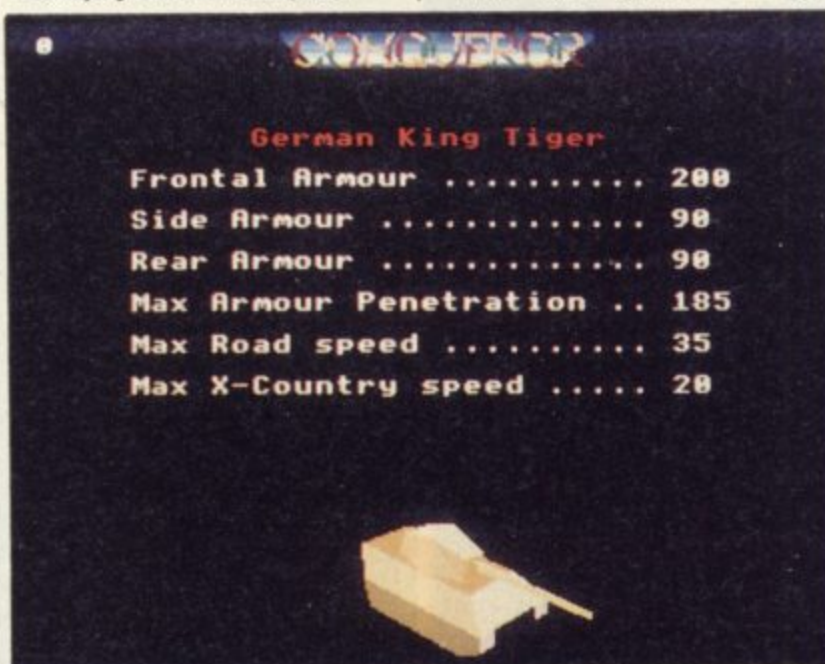 0
CONQUEROR
German King Tiger
Frontal Armour .......... 200
Side Armour ............. 90
Rear Armour ............. 90
Max Armour Penetration .. 185
Max Road speed .......... 35
Max X-Country speed ..... 20